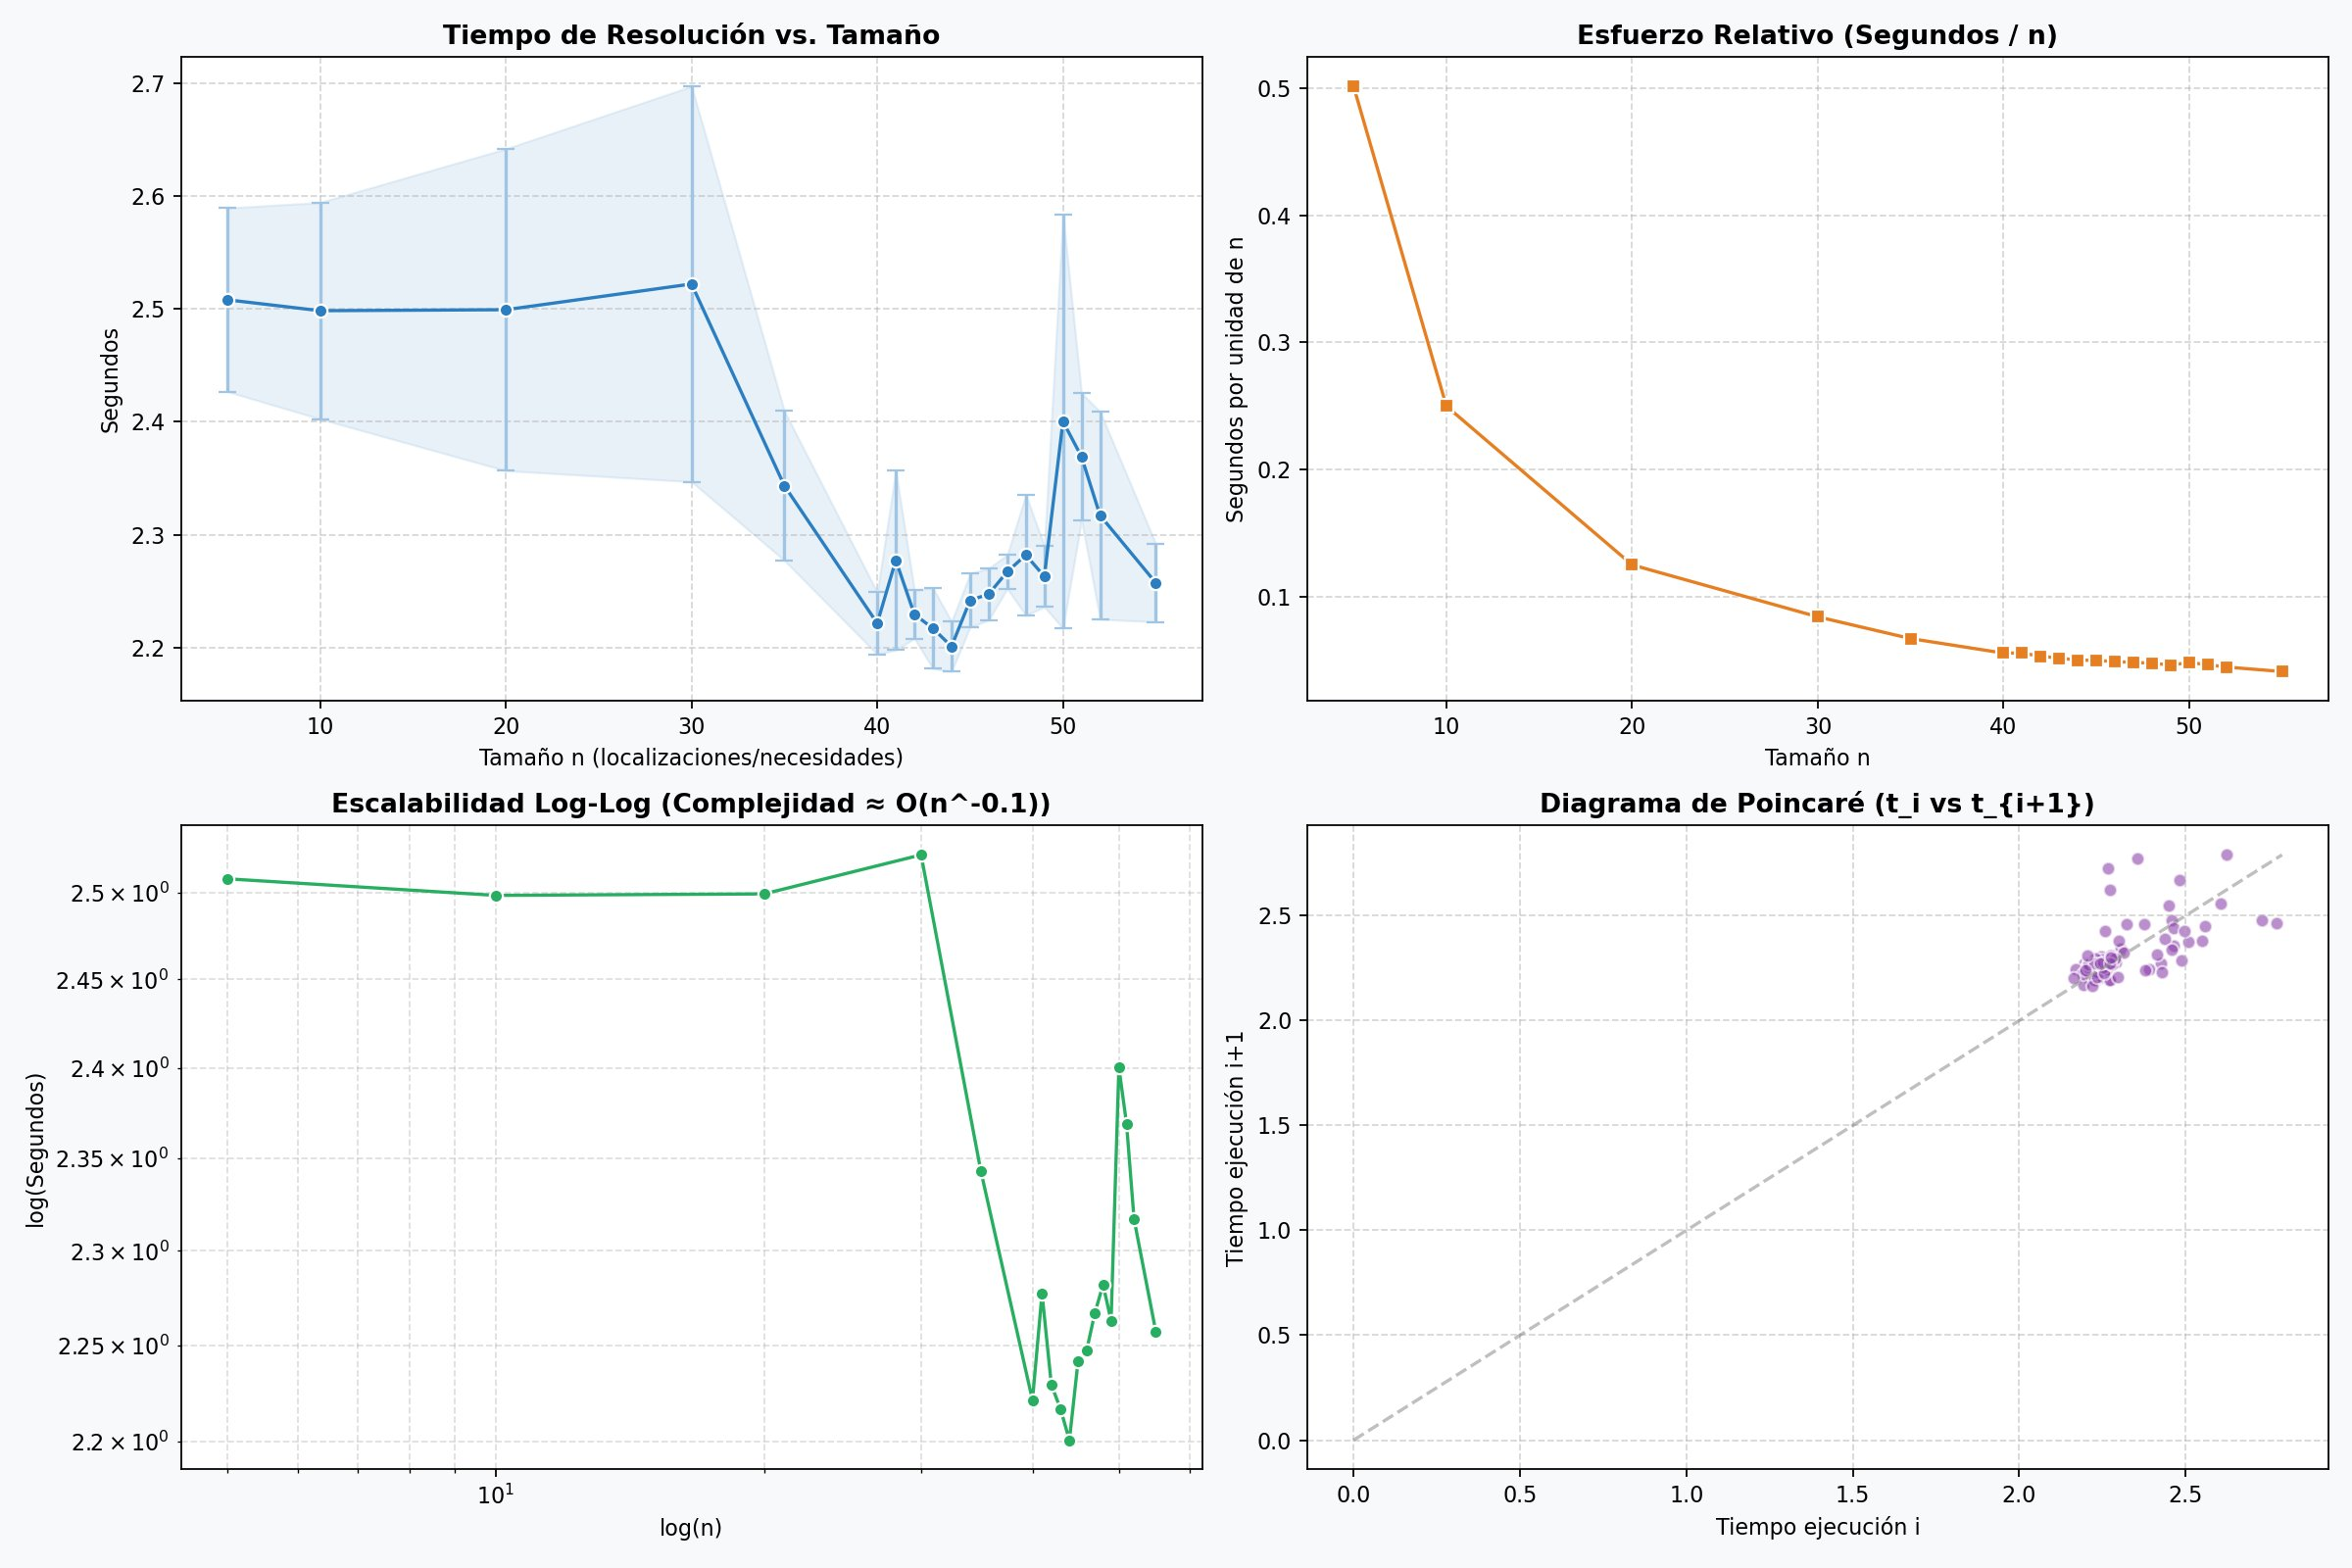 Tiempo de Resolución vs. Tamaño
2.7
2.6
2.5
2.4
2.3
2.2
Segundos
10 20 30 40 50
Tamaño n (localizaciones/necesidades)
Esfuerzo Relativo (Segundos / n)
0.5
0.4
0.3
0.2
0.1
Segundos por unidad de n
10 20 30 40 50
Tamaño n
Escalabilidad Log-Log (Complejidad ≈ O(n^-0.1))
2.5 × 10⁰
2.45 × 10⁰
2.4 × 10⁰
2.35 × 10⁰
2.3 × 10⁰
2.25 × 10⁰
2.2 × 10⁰
log(Segundos)
10¹
log(n)
Diagrama de Poincaré (t_i vs t_{i+1})
2.5
2.0
1.5
1.0
0.5
0.0
Tiempo ejecución i+1
0.0 0.5 1.0 1.5 2.0 2.5
Tiempo ejecución i